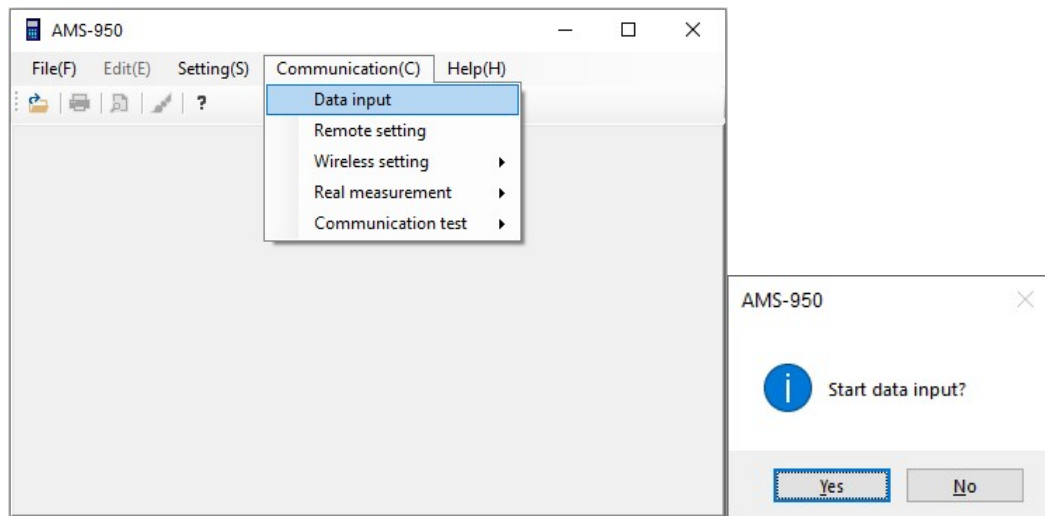 AMS-950
File(F) Edit(E) Setting(S) Communication(C) Help(H)
?
Data input
Remote setting
Wireless setting
Real measurement
Communication test
AMS-950
Start data input?
Yes No